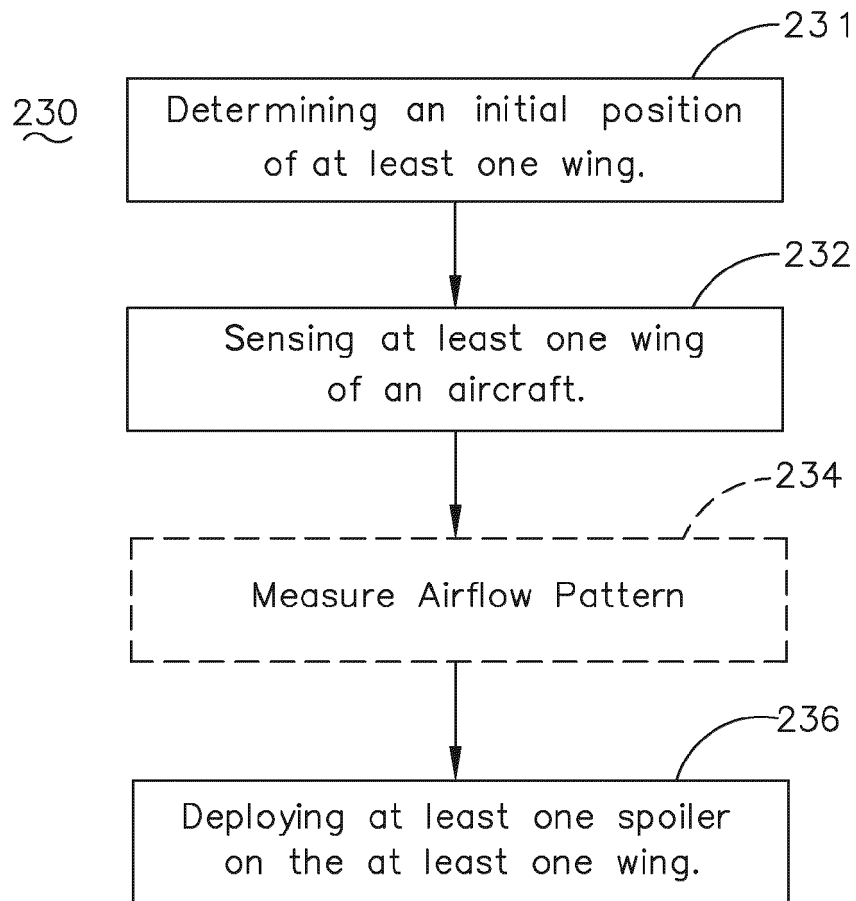 231
230
Determining an initial position
of at least one wing.
232
Sensing at least one wing
of an aircraft.
234
Measure Airflow Pattern
236
Deploying at least one spoiler
on the at least one wing.